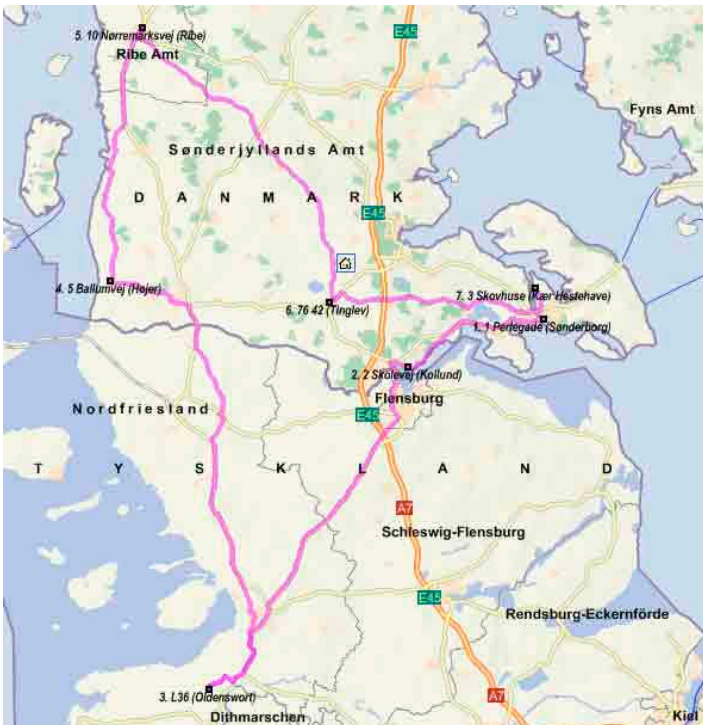 E45
5. 10 Nørremarksvej (Ribe)
Ribe Amt
Fyns Amt
Sønderjyllands Amt
DANMARK
E45
4. 5 Ballumvej (Højer)
6. 76 42 (Tinglev)
7. 3 Skovhuse (Kær Hestehave)
1. 1 Perlegade (Sønderborg)
2. 2 Skolevej (Kollund)
Flensburg
Nordfriesland
E45
TYSKLAND
A7
Schleswig-Flensburg
E45
Rendsburg-Eckernförde
3. L36 (Oldenswort)
A7
Dithmarschen
Kiel